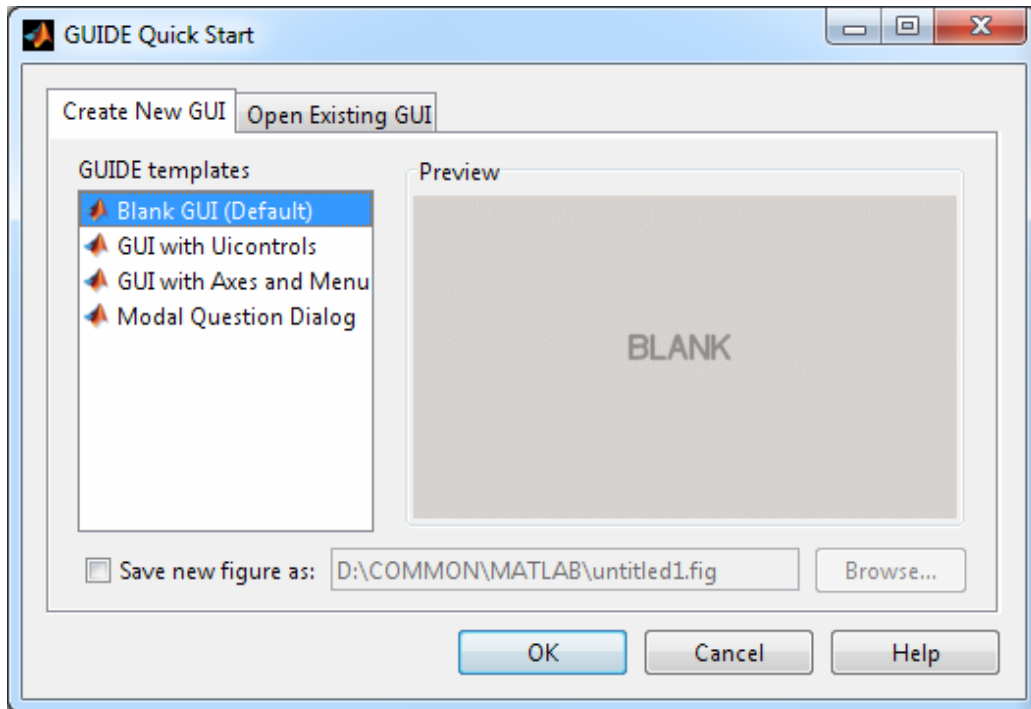 GUIDE Quick Start
Create New GUI
Open Existing GUI
GUIDE templates
Blank GUI (Default)
GUI with Uicontrols
GUI with Axes and Menu
Modal Question Dialog
Preview
BLANK
Save new figure as:
D:\COMMON\MATLAB\untitled1.fig
Browse...
OK
Cancel
Help